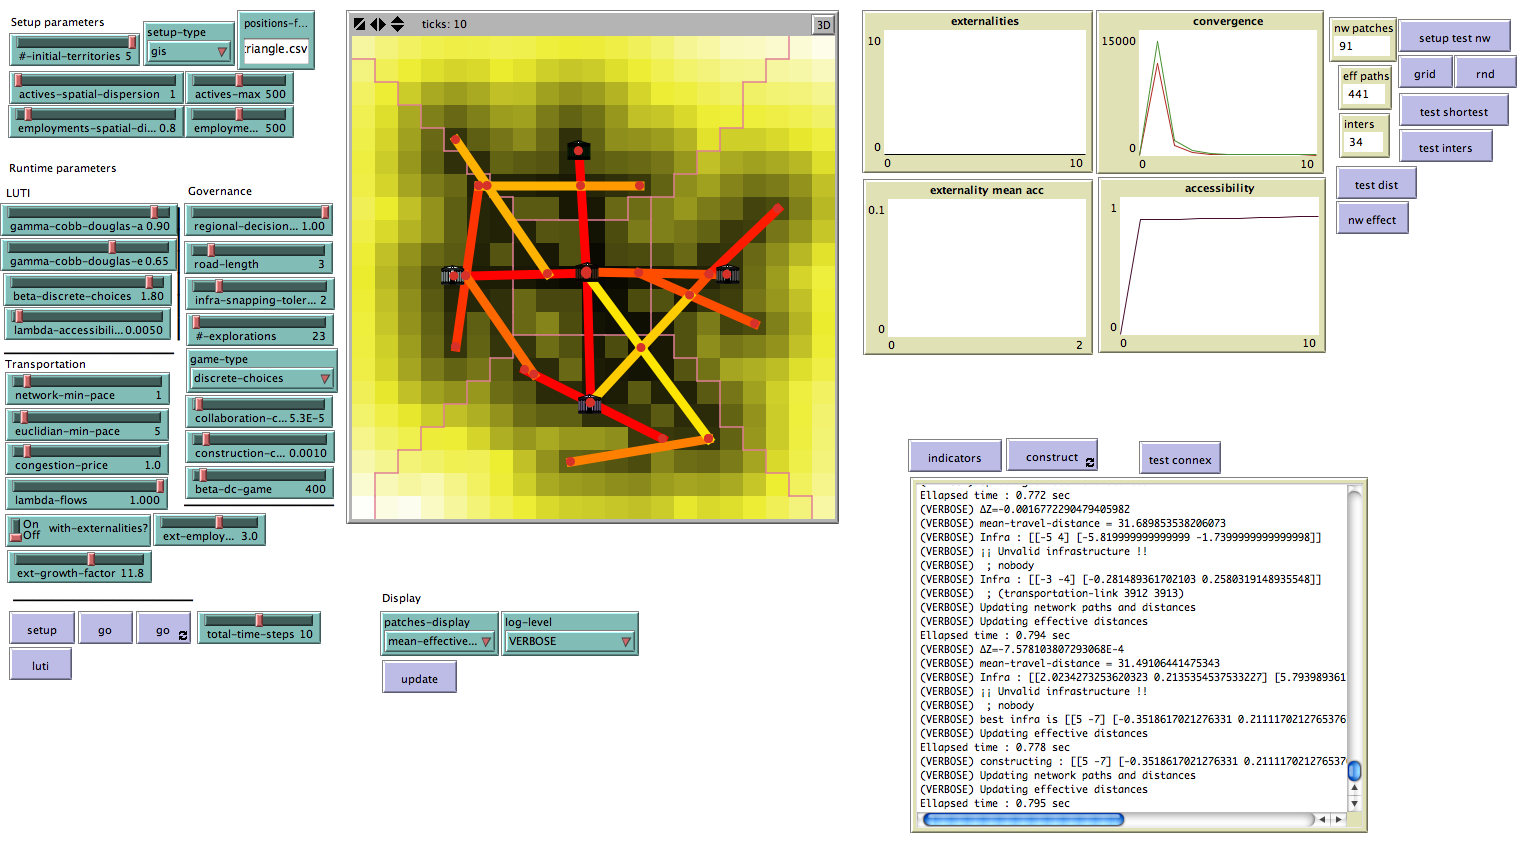 Setup parameters
#-initial-territories 5
setup-type
gis
positions-f...
triangle.csv
actives-spatial-dispersion 1
actives-max 500
employments-spatial-di... 0.8
employme... 500
Runtime parameters
LUTI
gamma-cobb-douglas-a 0.90
gamma-cobb-douglas-e 0.65
beta-discrete-choices 1.80
lambda-accessibili... 0.0050
Governance
regional-decision... 1.00
road-length 3
infra-snapping-toler... 2
#-explorations 23
game-type
discrete-choices
collaboration-c... 5.3E-5
construction-c... 0.0010
beta-dc-game 400
Transportation
network-min-pace 1
euclidian-min-pace 5
congestion-price 1.0
lambda-flows 1.000
On
Off
with-externalities?
ext-employ... 3.0
ext-growth-factor 11.8
setup
go
go
total-time-steps 10
luti
ticks: 10
3D
Display
patches-display
mean-effective...
log-level
VERBOSE
update
externalities
10
0
0
10
convergence
15000
0
0
10
externality mean acc
0.1
0
0
2
accessibility
1
0
0
10
nw patches
91
eff paths
441
inters
34
setup test nw
grid
rnd
test shortest
test inters
test dist
nw effect
indicators
construct
test connex
Ellapsed time : 0.772 sec
(VERBOSE) ΔZ=-0.0016772290479405982
(VERBOSE) mean-travel-distance = 31.689853538206073
(VERBOSE) Infra : [[-5 4] [-5.819999999999999 -1.7399999999999998]]
(VERBOSE) ¡¡ Unvalid infrastructure !!
(VERBOSE)  ; nobody
(VERBOSE) Infra : [[-3 -4] [-0.281489361702103 0.2580319148935548]]
(VERBOSE)  ; (transportation-link 3912 3913)
(VERBOSE) Updating network paths and distances
(VERBOSE) Updating effective distances
Ellapsed time : 0.794 sec
(VERBOSE) ΔZ=-7.578103807293068E-4
(VERBOSE) mean-travel-distance = 31.49106441475343
(VERBOSE) Infra : [[2.0234273253620323 0.2135354537533227] [5.793989361
(VERBOSE) ¡¡ Unvalid infrastructure !!
(VERBOSE)  ; nobody
(VERBOSE) best infra is [[5 -7] [-0.3518617021276331 0.2111170212765376
(VERBOSE) Updating effective distances
Ellapsed time : 0.778 sec
(VERBOSE) constructing : [[5 -7] [-0.3518617021276331 0.211117021276537
(VERBOSE) Updating network paths and distances
(VERBOSE) Updating effective distances
Ellapsed time : 0.795 sec